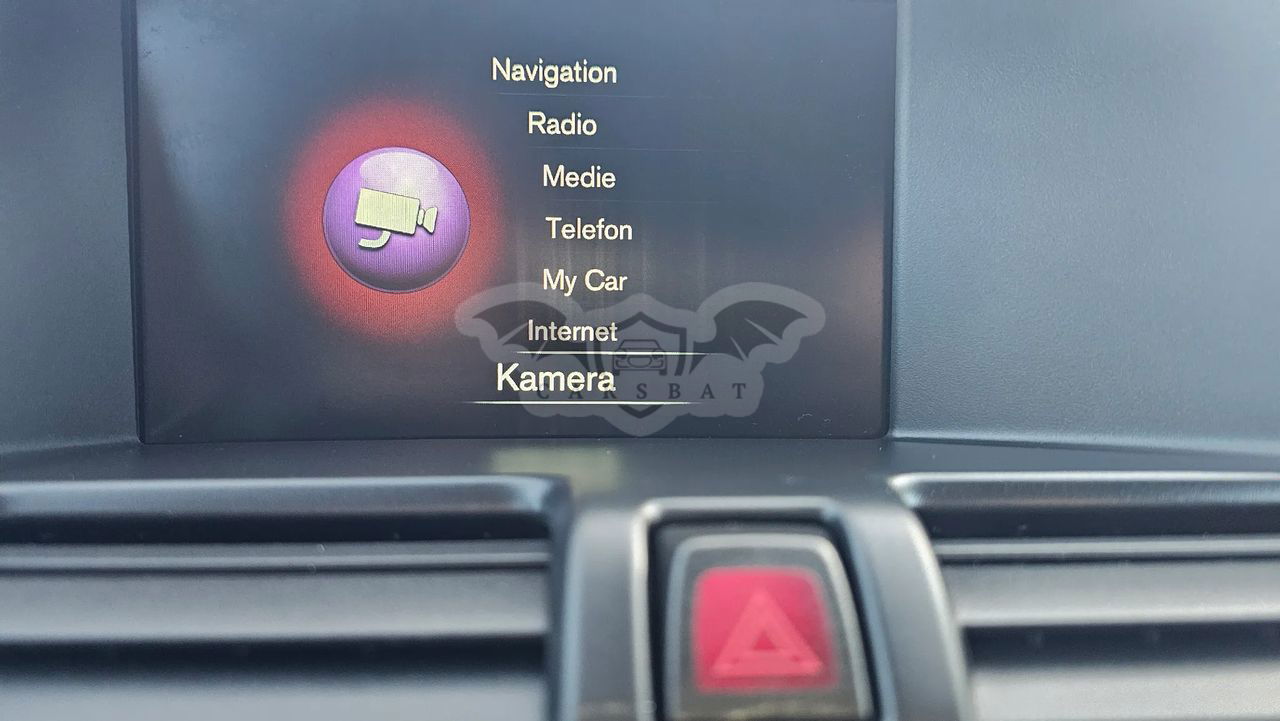 Navigation
Radio
Medie
Telefon
My Car
Internet
Kamera
CARSBAT